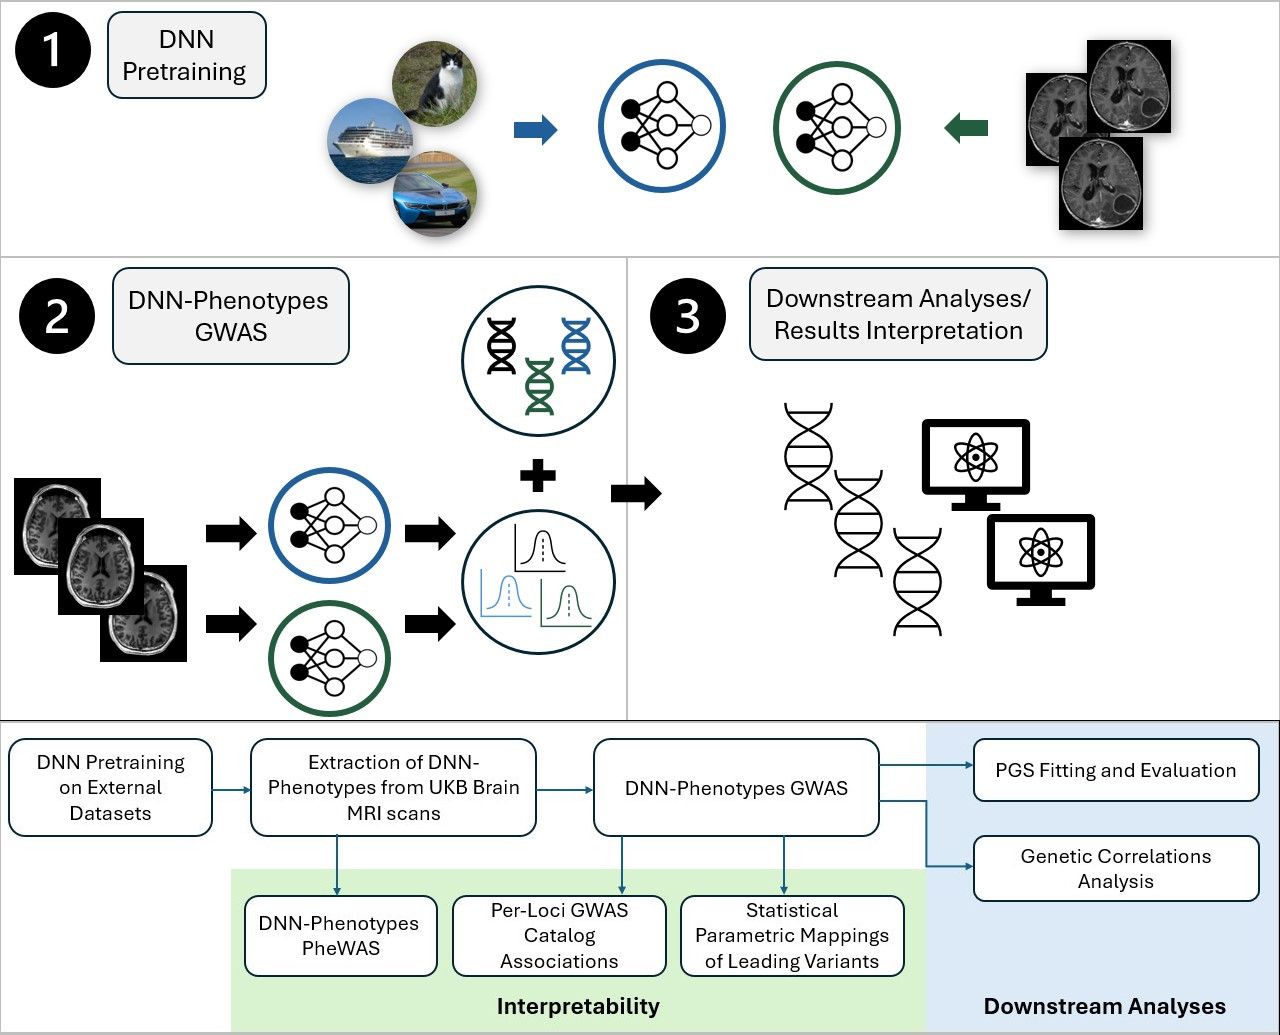 1
DNN
Pretraining
2
DNN-Phenotypes
GWAS
3
Downstream Analyses/
Results Interpretation
DNN Pretraining
on External
Datasets
Extraction of DNN-
Phenotypes from UKB Brain
MRI scans
DNN-Phenotypes GWAS
PGS Fitting and Evaluation
Genetic Correlations
Analysis
DNN-Phenotypes
PheWAS
Per-Loci GWAS
Catalog
Associations
Statistical
Parametric Mappings
of Leading Variants
Interpretability
Downstream Analyses